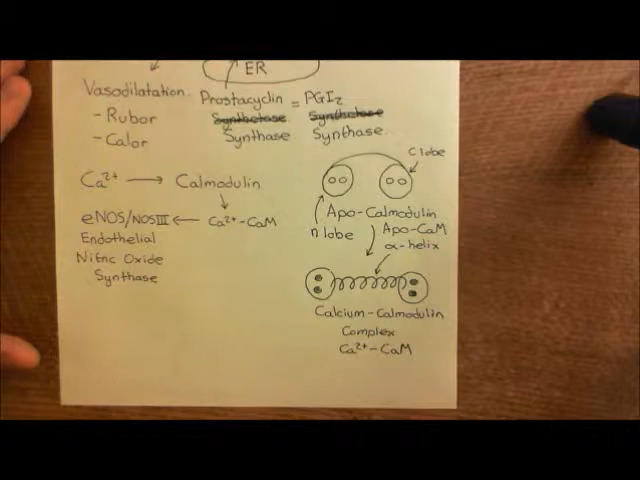 ER
Vasodilatation
- Rubor
- Calor
Prostacyclin = PGI2
Synthetase Synthetase
Synthase Synthase
Ca2+ → Calmodulin
Ca2+-CaM
eNOS/NOSIII
Endothelial
Nitric Oxide
Synthase
C lobe
n lobe
Apo-Calmodulin
Apo-CaM
α-helix
Calcium-Calmodulin
Complex
Ca2+-CaM